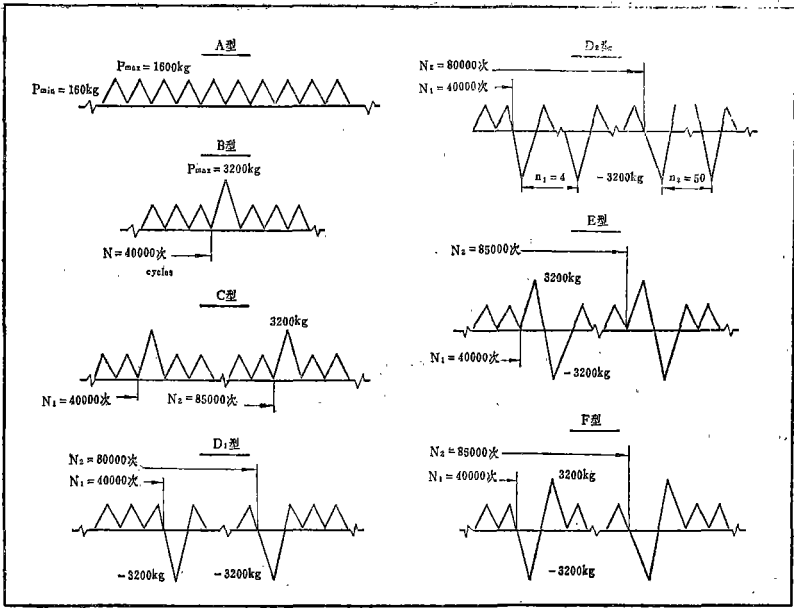 A型
Pmax=1600kg
Pmin=160kg
B型
Pmax=3200kg
N=40000次
cycles
C型
3200kg
N₁=40000次
N₂=85000次
D₁型
N₂=80000次
N₁=40000次
-3200kg
-3200kg
D₂型
N₂=80000次
N₁=40000次
n₁=4
-3200kg
n₂=50
E型
N₂=85000次
3200kg
N₁=40000次
-3200kg
F型
N₂=85000次
N₁=40000次
3200kg
-3200kg